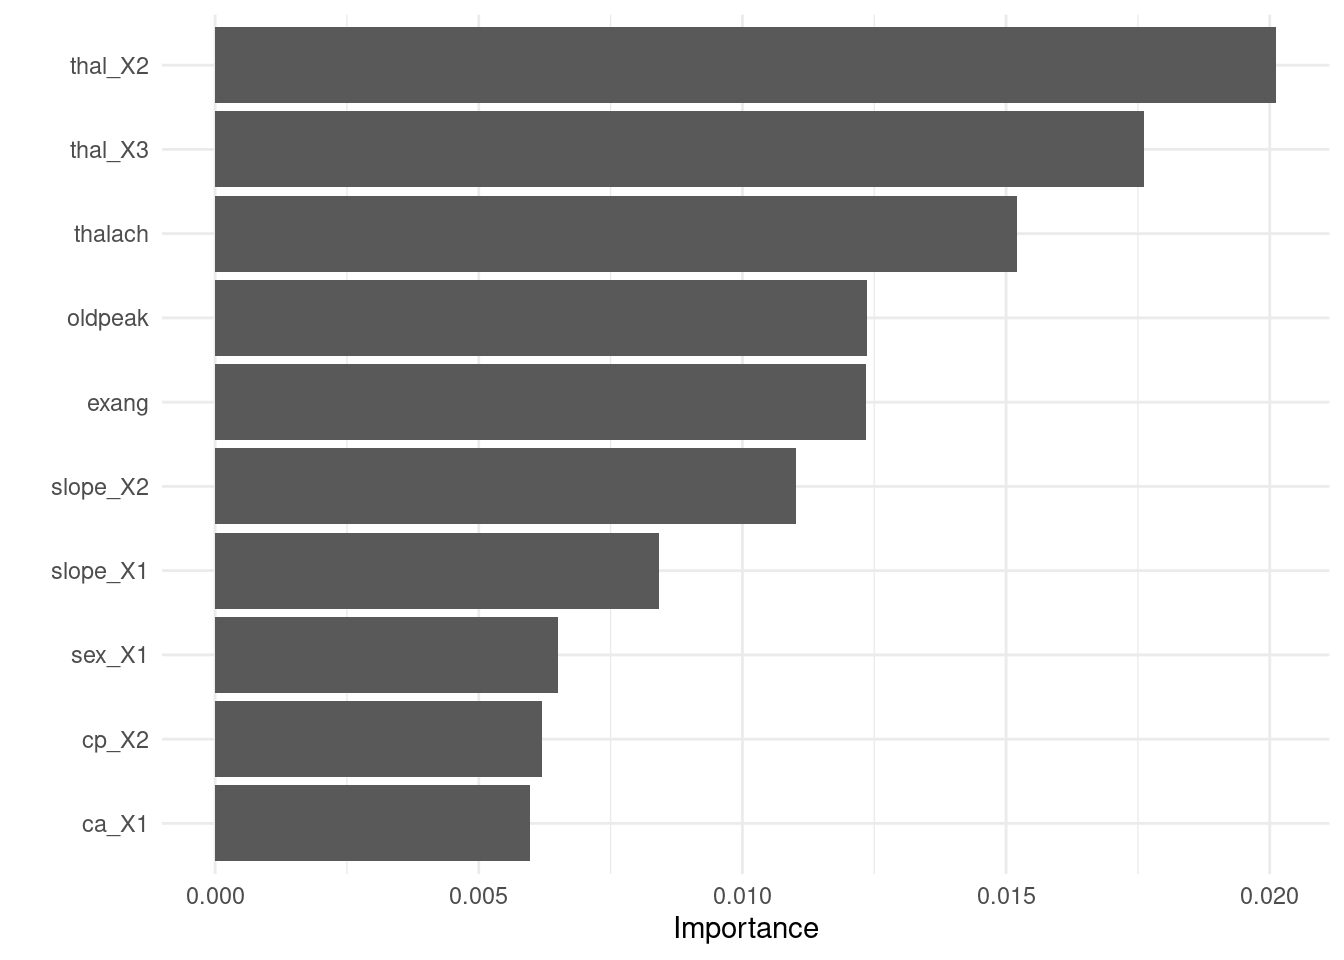 thal_X2
thal_X3
thalach
oldpeak
exang
slope_X2
slope_X1
sex_X1
cp_X2
ca_X1
0.000 0.005 0.010 0.015 0.020
Importance